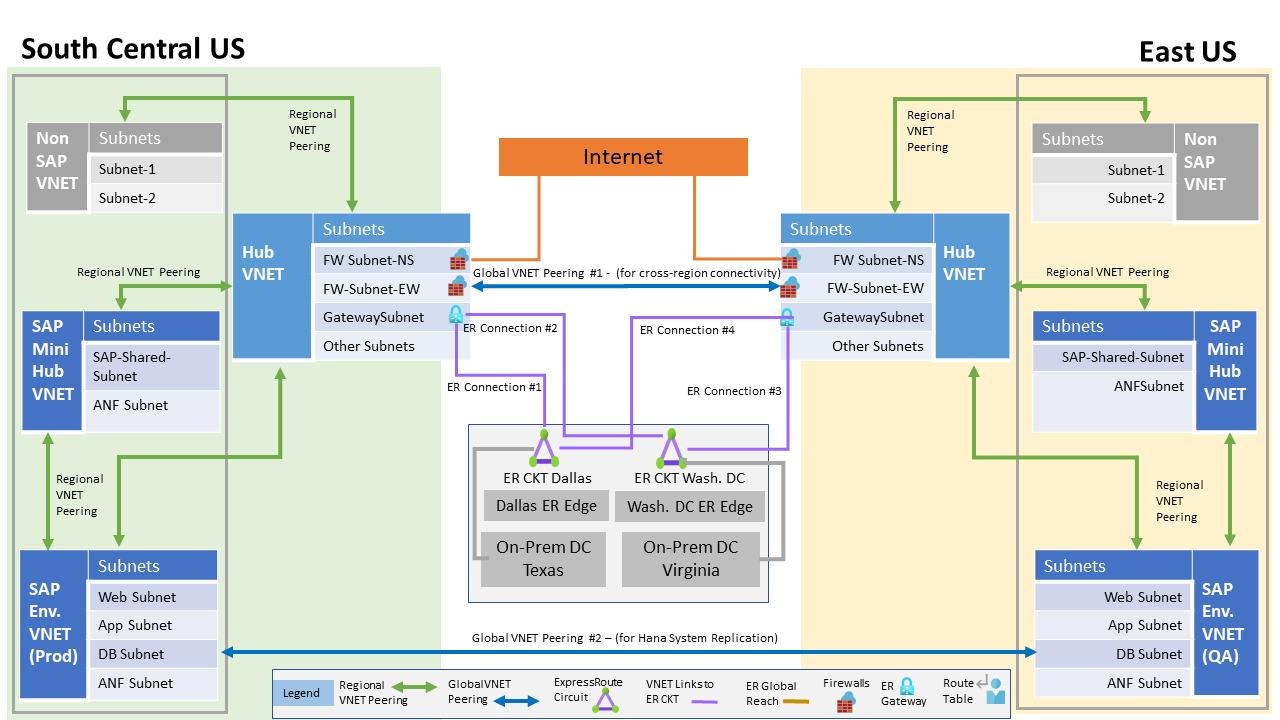 South Central US
East US
Regional
VNET
Peering
Non
SAP
VNET
Subnets
Subnet-1
Subnet-2
Hub
VNET
Subnets
FW Subnet-NS
FW-Subnet-EW
GatewaySubnet
Other Subnets
Regional VNET Peering
SAP
Mini
Hub
VNET
Subnets
SAP-Shared-
Subnet
ANF Subnet
Regional
VNET
Peering
SAP
Env.
VNET
(Prod)
Subnets
Web Subnet
App Subnet
DB Subnet
ANF Subnet
Internet
Global VNET Peering #1 - (for cross-region connectivity)
ER Connection #2
ER Connection #4
ER Connection #1
ER Connection #3
ER CKT Dallas
ER CKT Wash. DC
Dallas ER Edge
Wash. DC ER Edge
On-Prem DC
Texas
On-Prem DC
Virginia
Global VNET Peering #2 – (for Hana System Replication)
Regional
VNET
Peering
Subnets
Subnet-1
Subnet-2
Non
SAP
VNET
Subnets
FW Subnet-NS
FW-Subnet-EW
GatewaySubnet
Other Subnets
Hub
VNET
Regional VNET Peering
Subnets
SAP-Shared-Subnet
ANFSubnet
SAP
Mini
Hub
VNET
Regional
VNET
Peering
Subnets
Web Subnet
App Subnet
DB Subnet
ANF Subnet
SAP
Env.
VNET
(QA)
Legend
Regional
VNET Peering
GlobalVNET
Peering
ExpressRoute
Circuit
VNET Links to
ER CKT
ER Global
Reach
Firewalls
ER
Gateway
Route
Table